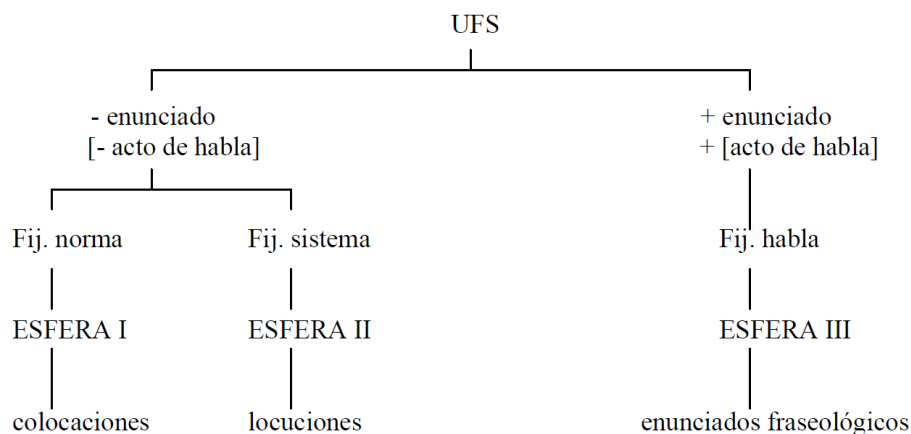 UFS
- enunciado
[- acto de habla]
+ enunciado
+ [acto de habla]
Fij. norma
Fij. sistema
Fij. habla
ESFERA I
ESFERA II
ESFERA III
colocaciones
locuciones
enunciados fraseológicos